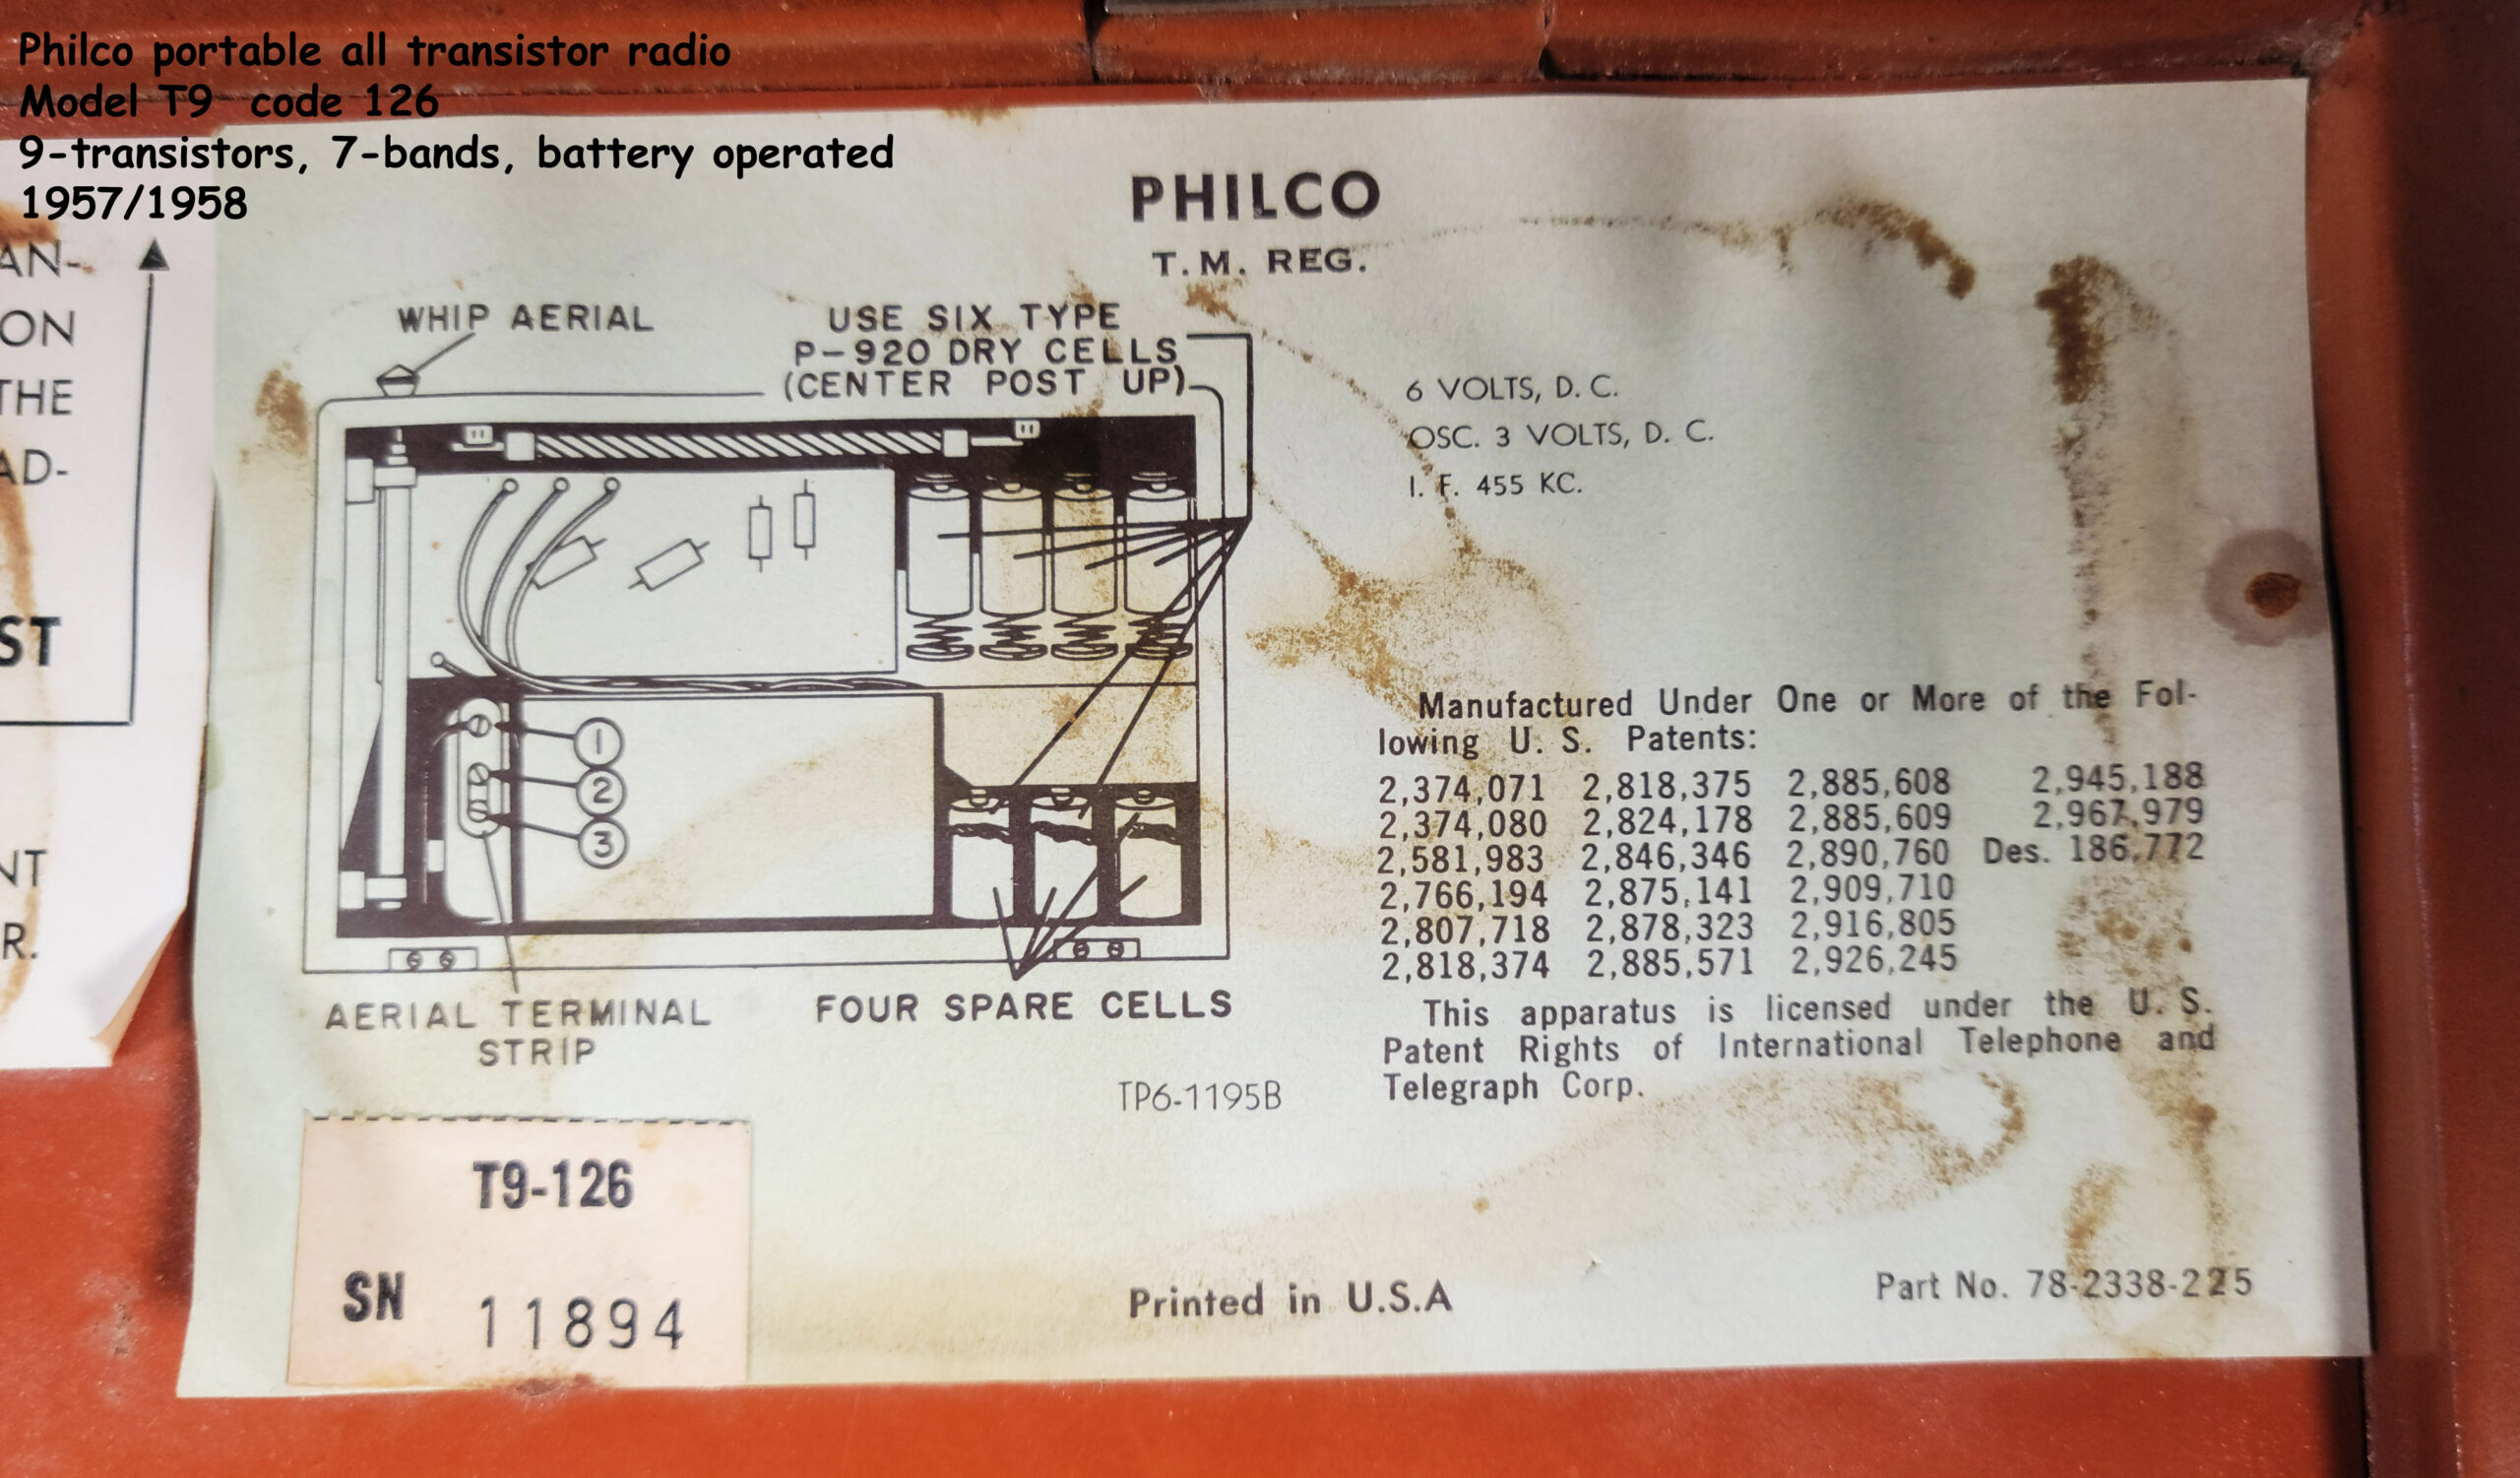 Philco portable all transistor radio
Model T9 code 126
9-transistors, 7-bands, battery operated
1957/1958
AN-
ON
THE
AD-
ST
NT
R.
PHILCO
T.M. REG.
WHIP AERIAL
USE SIX TYPE
P-920 DRY CELLS
(CENTER POST UP)
6 VOLTS, D. C.
OSC. 3 VOLTS, D. C.
I. F. 455 KC.
1
2
3
AERIAL TERMINAL
STRIP
FOUR SPARE CELLS
TP6-1195B
Manufactured Under One or More of the Fol-
lowing U. S. Patents:
2,374,071 2,818,375 2,885,608 2,945,188
2,374,080 2,824,178 2,885,609 2,967,979
2,581,983 2,846,346 2,890,760 Des. 186,772
2,766,194 2,875,141 2,909,710
2,807,718 2,878,323 2,916,805
2,818,374 2,885,571 2,926,245
This apparatus is licensed under the U. S.
Patent Rights of International Telephone and
Telegraph Corp.
T9-126
SN 11894
Printed in U.S.A
Part No. 78-2338-225